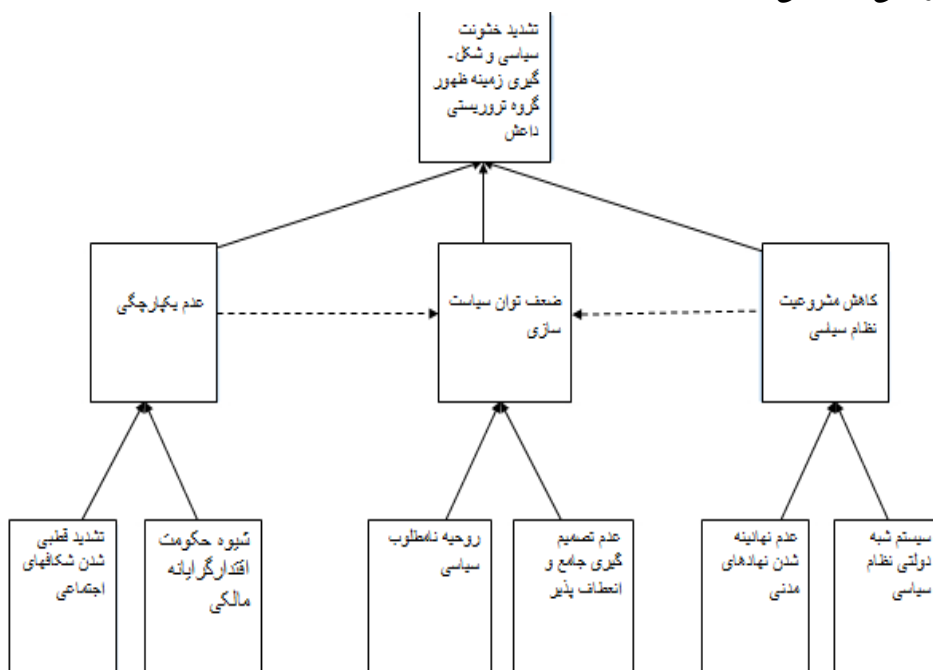 تشدید خشونت
سیاسی و شکل-
گیری زمینه ظهور
گروه تروریستی
داعش
کاهش مشروعیت
نظام سیاسی
ضعف توان سیاست
سازی
عدم یکپارچگی
سیستم شبه
دولتی نظام
سیاسی
عدم نهادینه
شدن نهادهای
مدنی
عدم تصمیم
گیری جامع و
انعطاف پذیر
روحیه نامطلوب
سیاسی
شیوه حکومت
اقتدارگرایانه
مالکی
تشدید قطبی
شدن شکافهای
اجتماعی